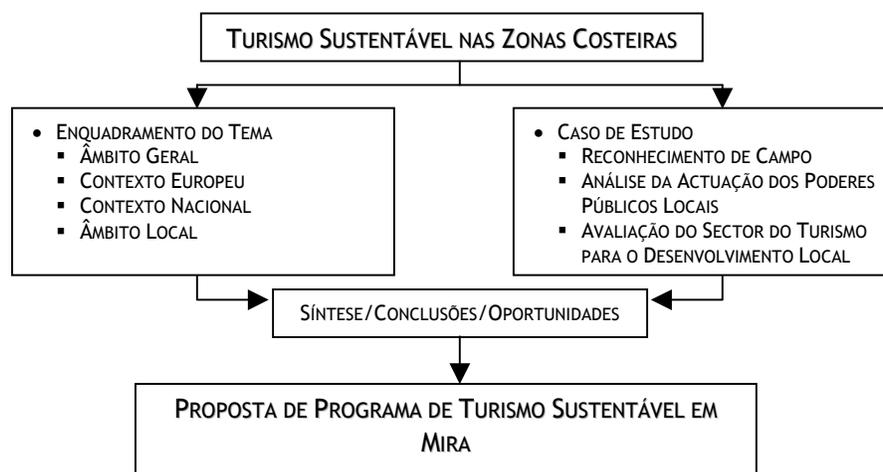 TURISMO SUSTENTÁVEL NAS ZONAS COSTEIRAS
• ENQUADRAMENTO DO TEMA
▪ ÂMBITO GERAL
▪ CONTEXTO EUROPEU
▪ CONTEXTO NACIONAL
▪ ÂMBITO LOCAL
• CASO DE ESTUDO
▪ RECONHECIMENTO DE CAMPO
▪ ANÁLISE DA ACTUAÇÃO DOS PODERES
PÚBLICOS LOCAIS
▪ AVALIAÇÃO DO SECTOR DO TURISMO
PARA O DESENVOLVIMENTO LOCAL
SÍNTESE/CONCLUSÕES/OPORTUNIDADES
PROPOSTA DE PROGRAMA DE TURISMO SUSTENTÁVEL EM
MIRA